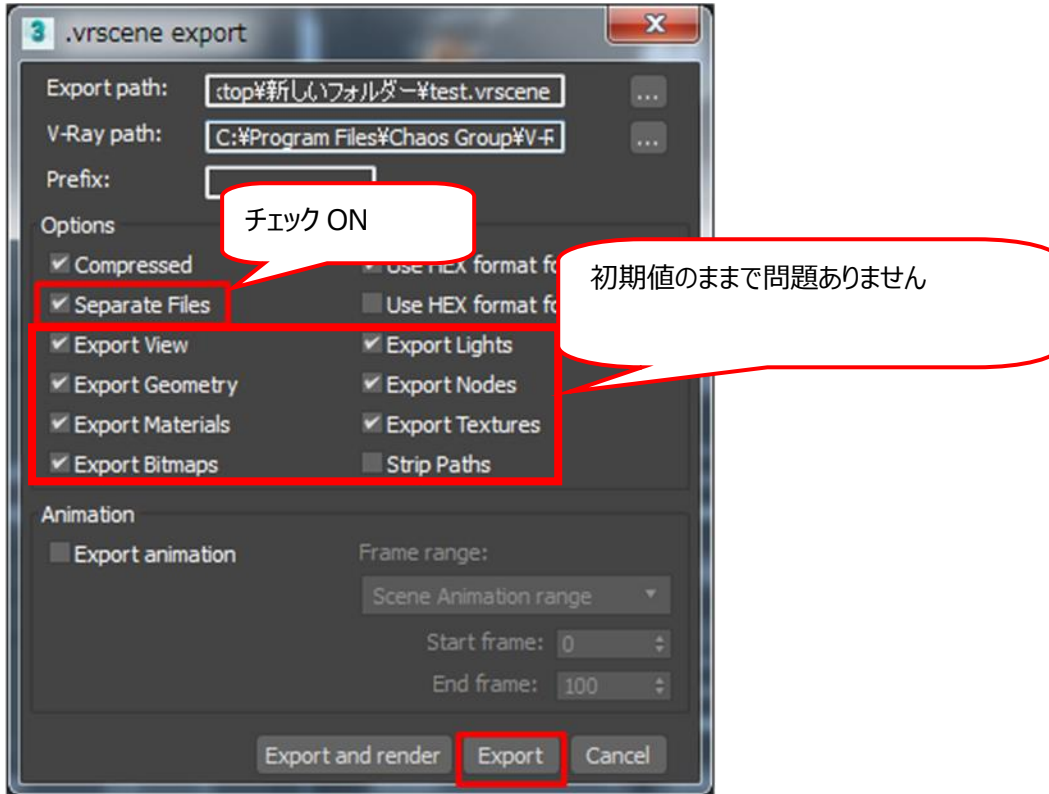 3 .vrscene export
Export path: :top¥新しいフォルダー¥test.vrscene ...
V-Ray path: C:¥Program Files¥Chaos Group¥V-F ...
Prefix:
チェック ON
Options
Compressed
Use HEX format fo
初期値のままで問題ありません
Separate Files
Use HEX format fo
Export View
Export Lights
Export Geometry
Export Nodes
Export Materials
Export Textures
Export Bitmaps
Strip Paths
Animation
Export animation
Frame range:
Scene Animation range
Start frame: 0
End frame: 100
Export and render Export Cancel